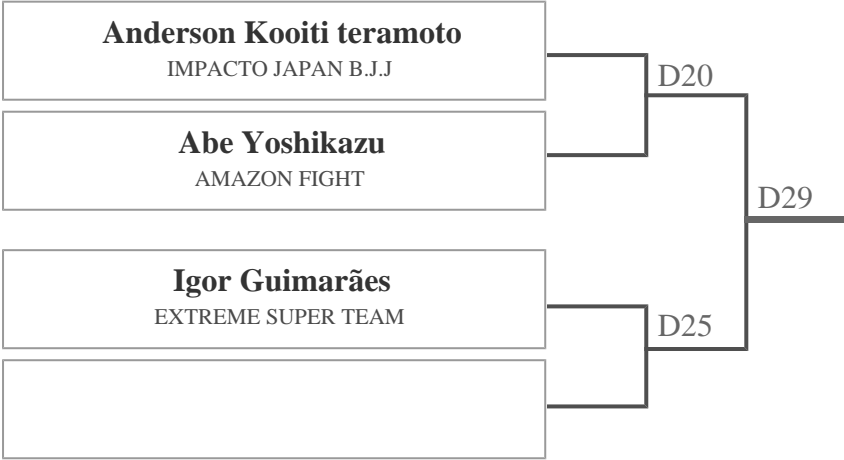 Anderson Kooiti teramoto
IMPACTO JAPAN B.J.J
D20
Abe Yoshikazu
AMAZON FIGHT
D29
Igor Guimarães
EXTREME SUPER TEAM
D25